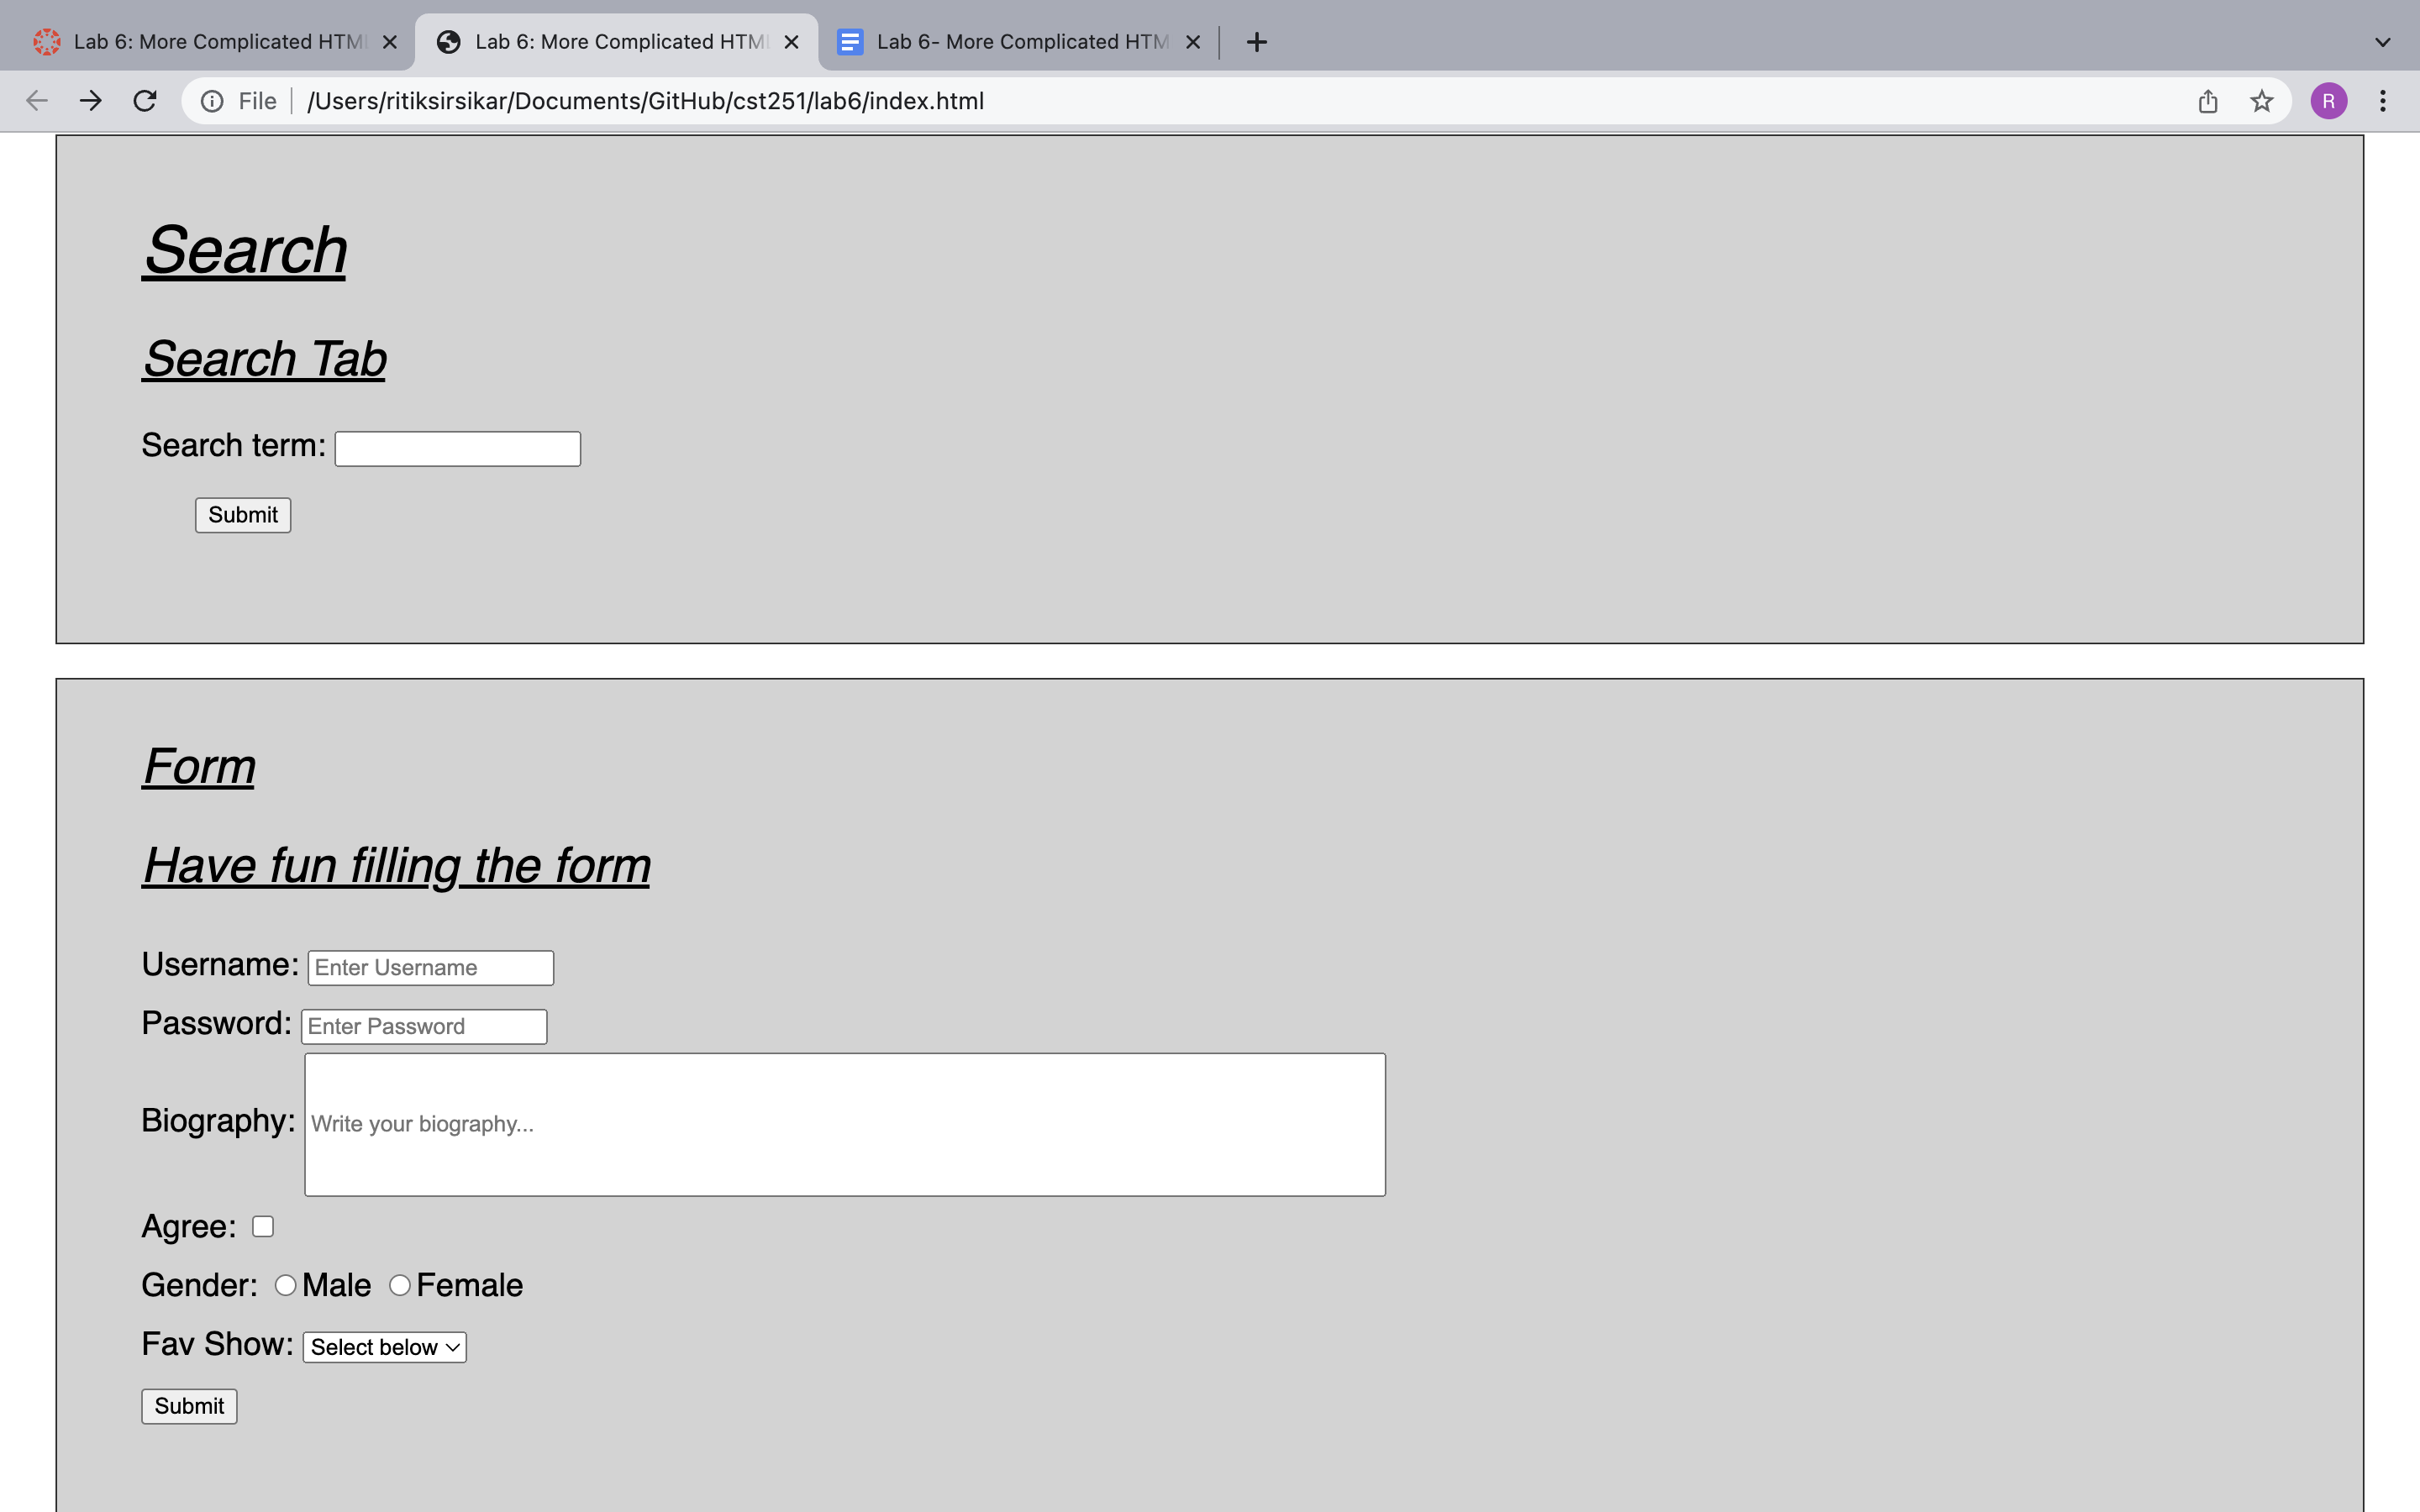 Lab 6: More Complicated HTM Lab 6: More Complicated HTML Lab 6- More Complicated HTM
File /Users/ritiksirsikar/Documents/GitHub/cst251/lab6/index.html R
Search
Search Tab
Search term:
Submit
Form
Have fun filling the form
Username: Enter Username
Password: Enter Password
Biography: Write your biography...
Agree:
Gender: Male Female
Fav Show: Select below
Submit